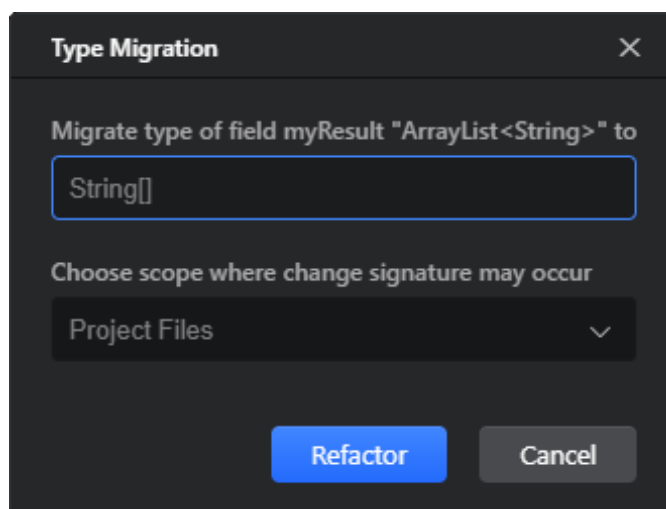 Type Migration
Migrate type of field myResult "ArrayList<String>" to
String[]
Choose scope where change signature may occur
Project Files
Refactor Cancel